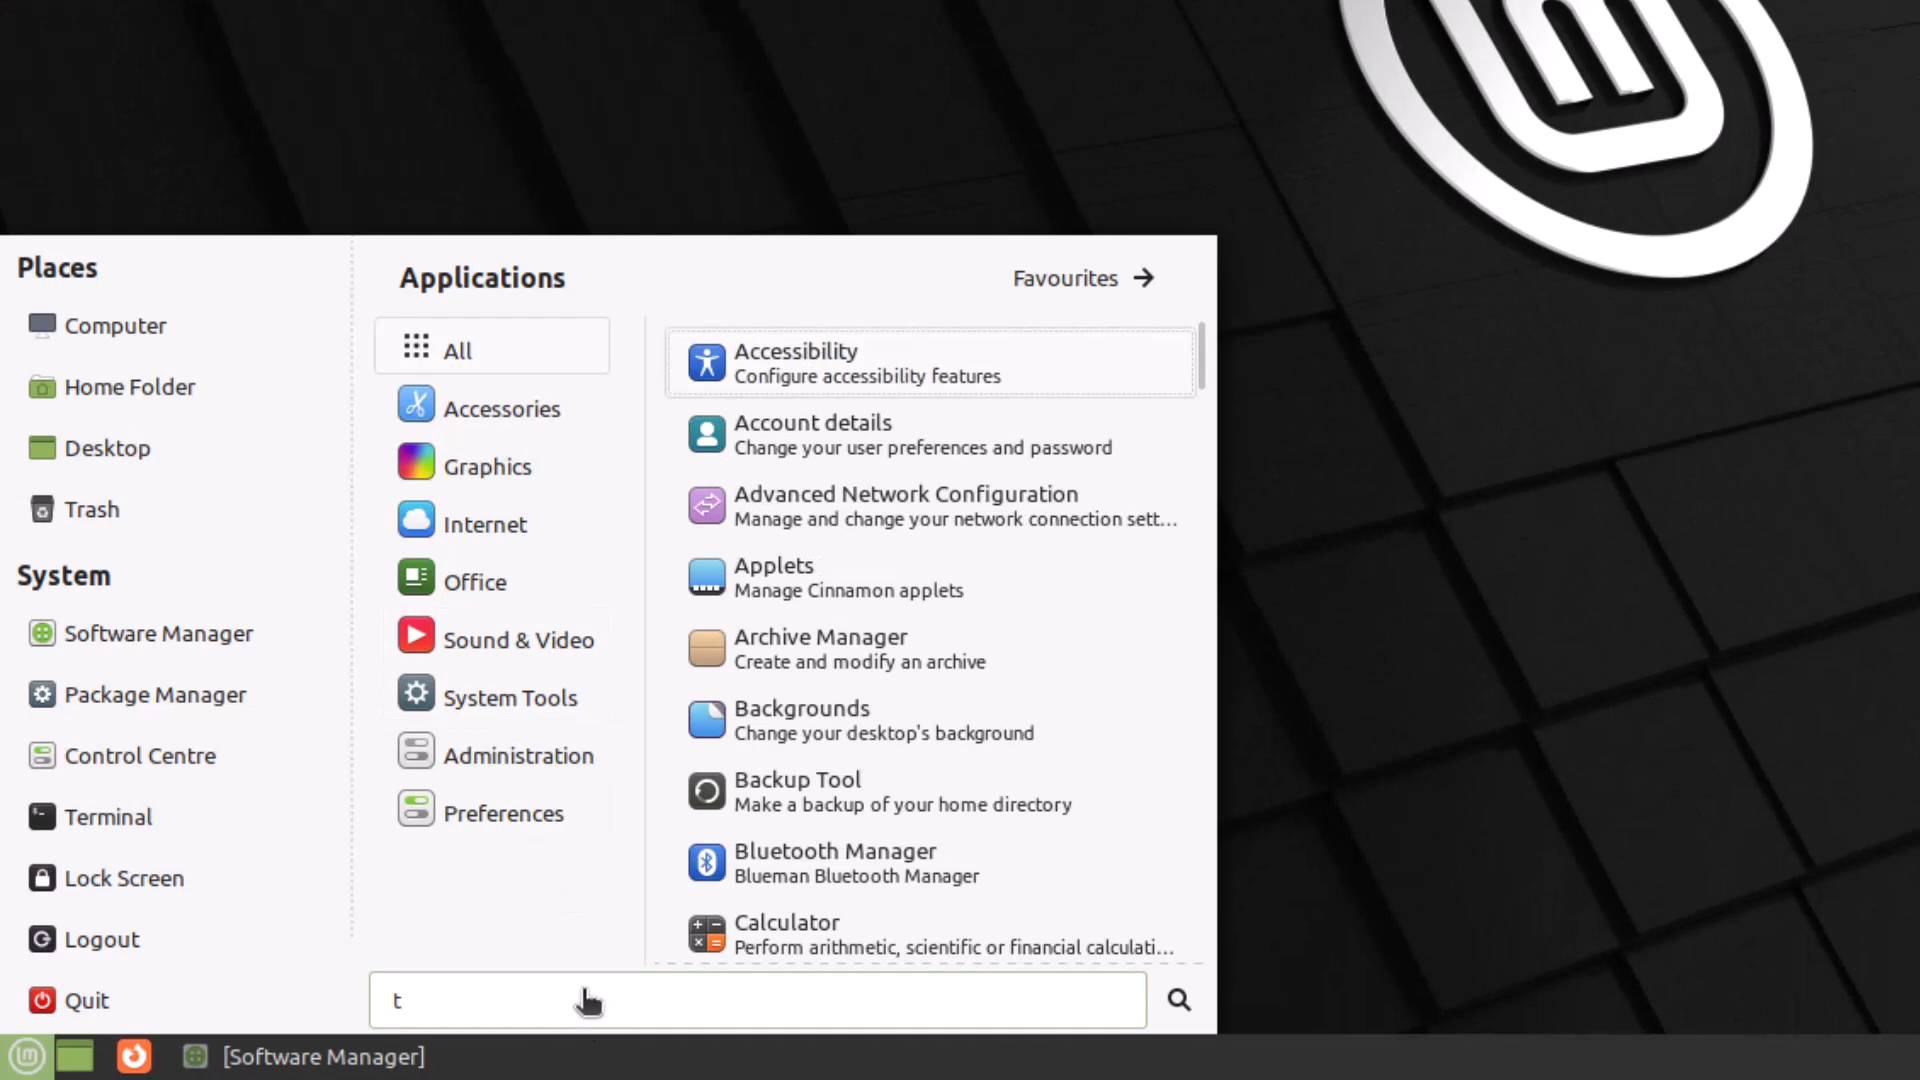 Places
Computer
Home Folder
Desktop
Trash
System
Software Manager
Package Manager
Control Centre
Terminal
Lock Screen
Logout
Quit
Applications
Favourites
All
Accessories
Graphics
Internet
Office
Sound & Video
System Tools
Administration
Preferences
Accessibility
Configure accessibility features
Account details
Change your user preferences and password
Advanced Network Configuration
Manage and change your network connection sett...
Applets
Manage Cinnamon applets
Archive Manager
Create and modify an archive
Backgrounds
Change your desktop's background
Backup Tool
Make a backup of your home directory
Bluetooth Manager
Blueman Bluetooth Manager
Calculator
Perform arithmetic, scientific or financial calculati...
t
[Software Manager]